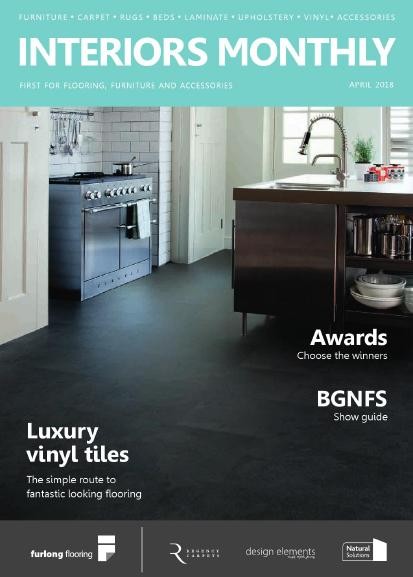 FURNITURE • CARPET • RUGS • BEDS • LAMINATE • UPHOLSTERY • VINYL • ACCESSORIES
INTERIORS MONTHLY
FIRST FOR FLOORING, FURNITURE AND ACCESSORIES
APRIL 2018
Awards
Choose the winners
BGNFS
Show guide
Luxury
vinyl tiles
The simple route to
fantastic looking flooring
furlong flooring
REGENCY
CARPETS
design elements
Natural
Solutions